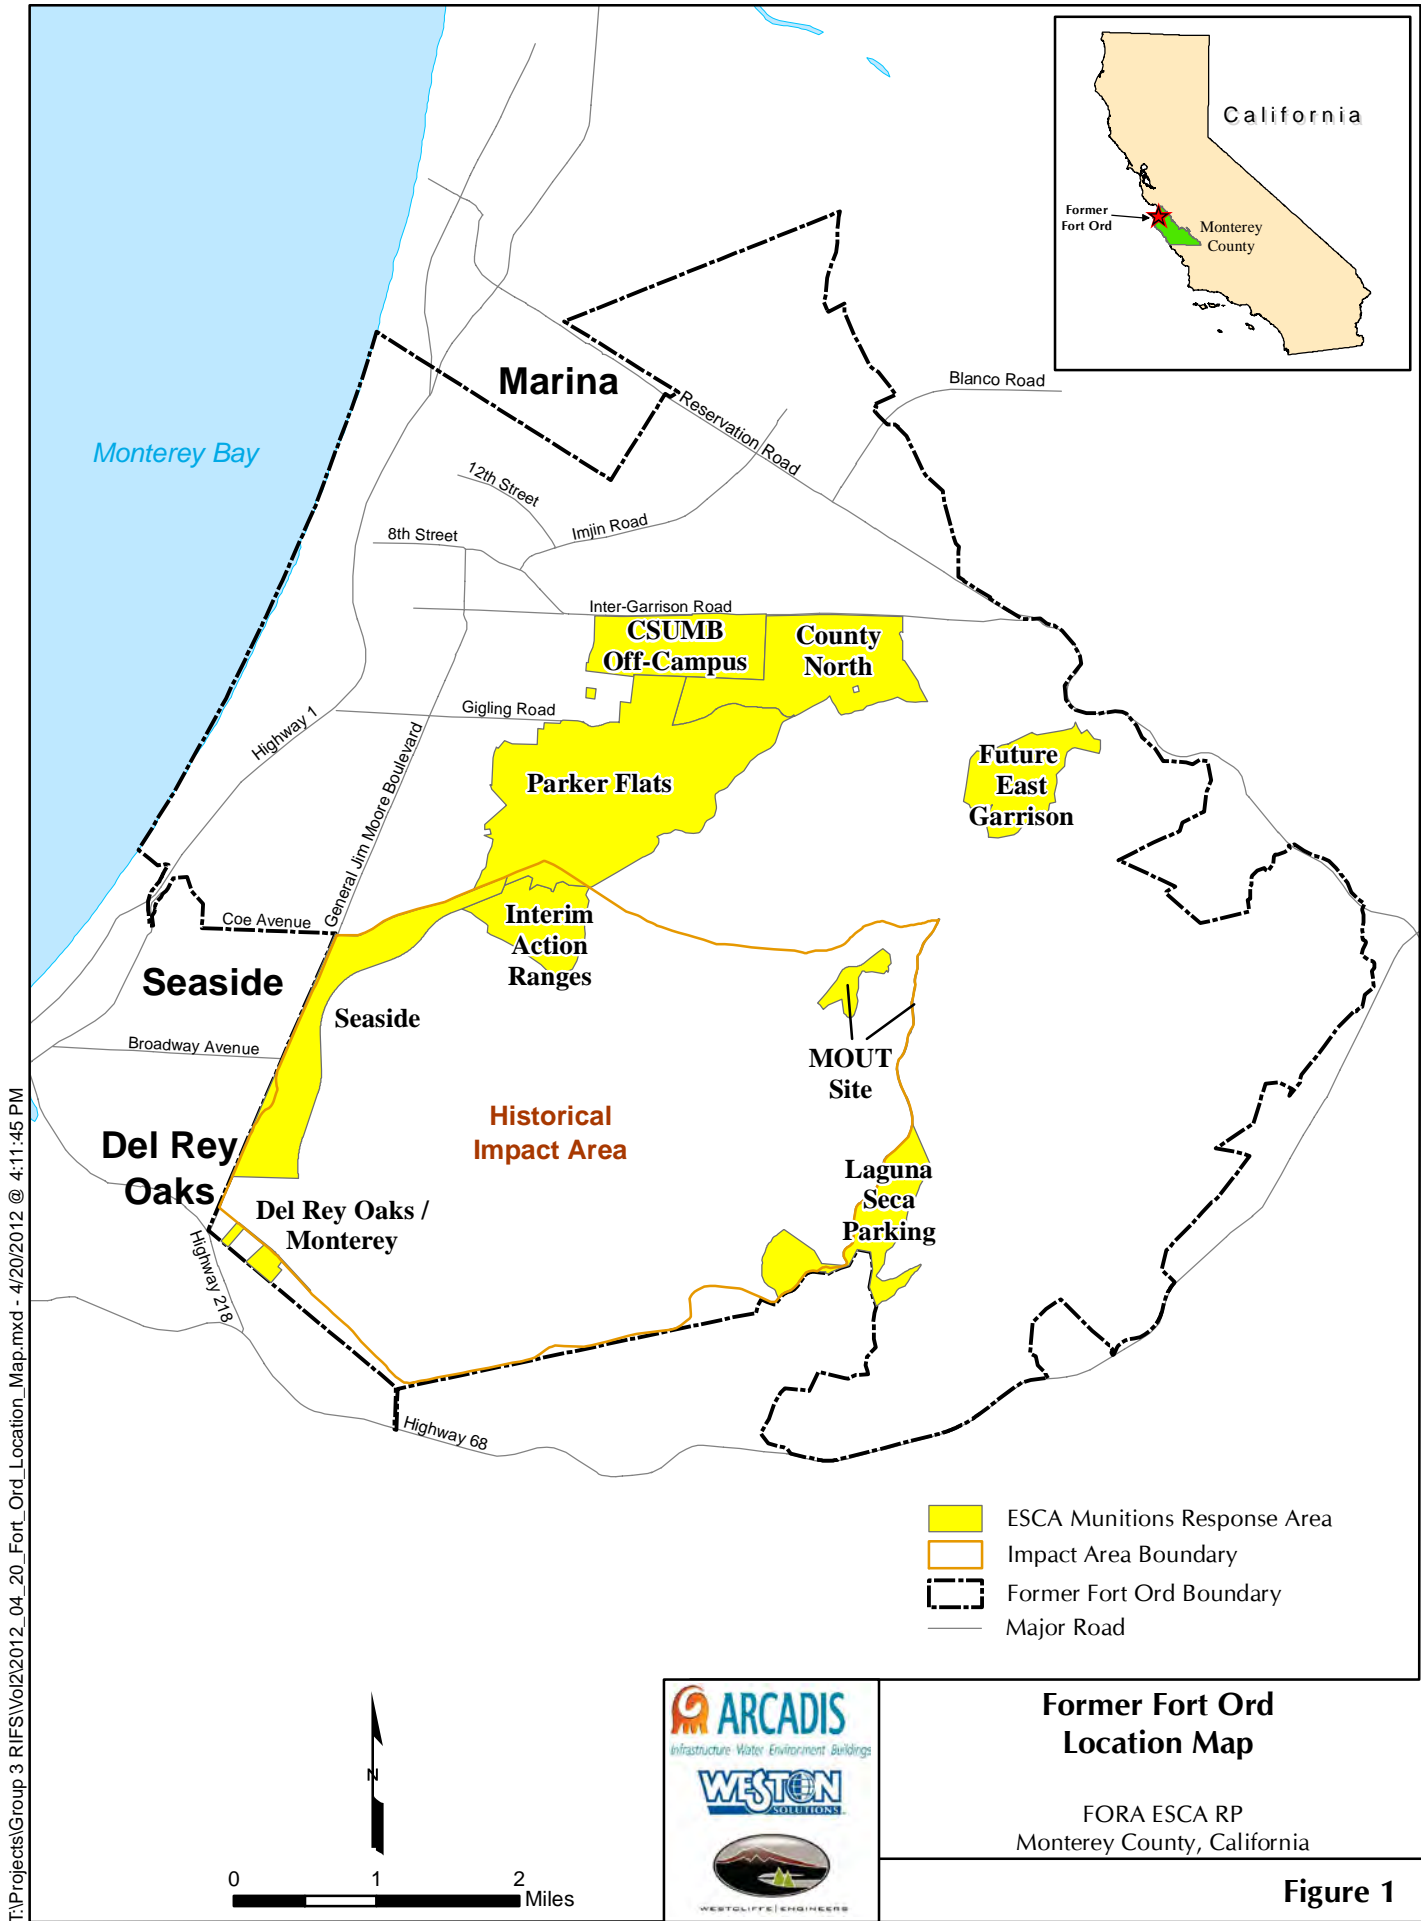 California
Former
Fort Ord
Monterey
County
Marina
Blanco Road
Reservation Road
Monterey Bay
12th Street
Imjin Road
8th Street
Inter-Garrison Road
CSUMB
Off-Campus
County
North
Gigling Road
Highway 1
General Jim Moore Boulevard
Parker Flats
Future
East
Garrison
Coe Avenue
Interim
Action
Ranges
Seaside
Seaside
Broadway Avenue
MOUT
Site
Historical
Impact Area
Del Rey
Oaks
Laguna
Seca
Parking
Del Rey Oaks /
Monterey
Highway 218
Highway 68
ESCA Munitions Response Area
Impact Area Boundary
Former Fort Ord Boundary
Major Road
N
0 1 2
Miles
ARCADIS
Infrastructure Water Environment Buildings
WESTON
SOLUTIONS
WESTCLIFFE | ENGINEERS
Former Fort Ord
Location Map
FORA ESCA RP
Monterey County, California
Figure 1
T:\Projects\Group 3 RIFS\Vol2\2012_04_20_Fort_Ord_Location_Map.mxd - 4/20/2012 @ 4:11:45 PM